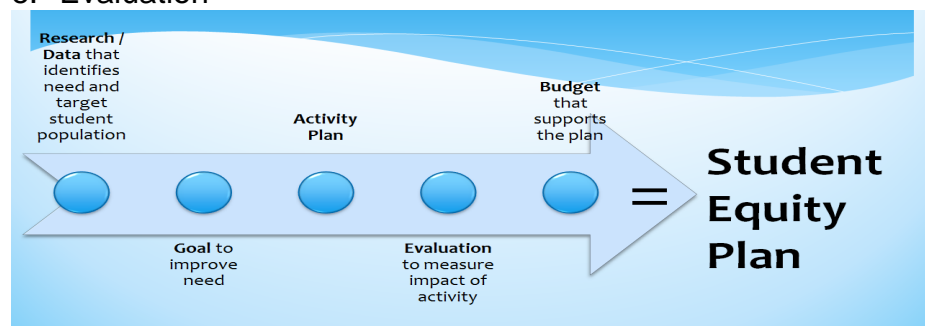 Research /
Data that
identifies
need and
target
student
population
Goal to
improve
need
Activity
Plan
Evaluation
to measure
impact of
activity
Budget
that
supports
the plan
=
Student
Equity
Plan